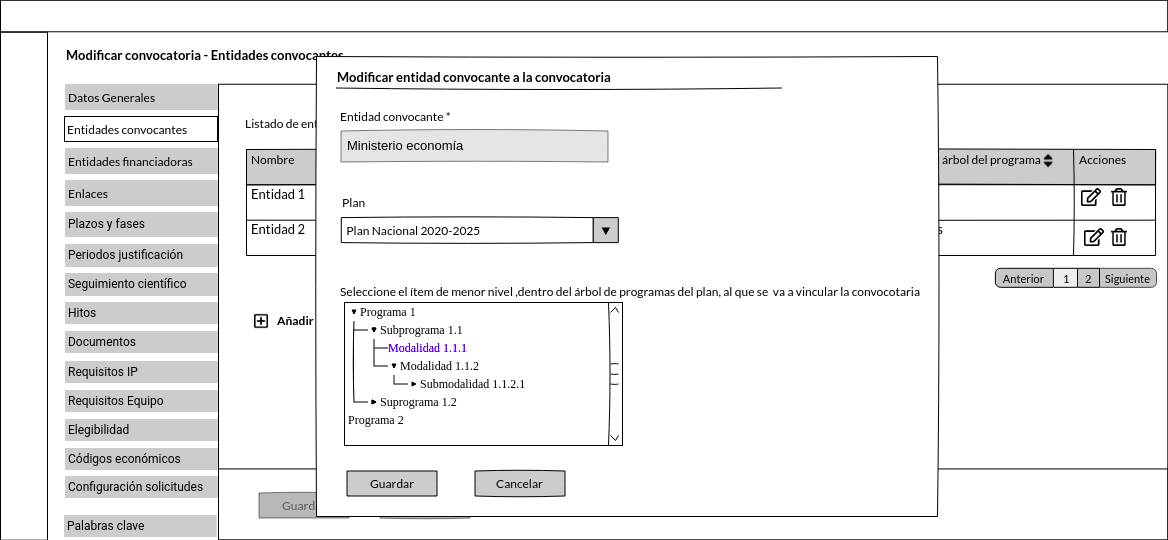 Modificar convocatoria - Entidades convocantes
Datos Generales
Entidades convocantes
Entidades financiadoras
Enlaces
Plazos y fases
Periodos justificación
Seguimiento científico
Hitos
Documentos
Requisitos IP
Requisitos Equipo
Elegibilidad
Códigos económicos
Configuración solicitudes
Palabras clave
Listado de ent
Nombre
árbol del programa
Acciones
Entidad 1
Entidad 2
s
Anterior 1 2 Siguiente
Añadir
Guard
Modificar entidad convocante a la convocatoria
Entidad convocante *
Ministerio economía
Plan
Plan Nacional 2020-2025
Seleccione el ítem de menor nivel ,dentro del árbol de programas del plan, al que se va a vincular la convocotaria
Programa 1
Subprograma 1.1
Modalidad 1.1.1
Modalidad 1.1.2
Submodalidad 1.1.2.1
Suprograma 1.2
Programa 2
Guardar
Cancelar